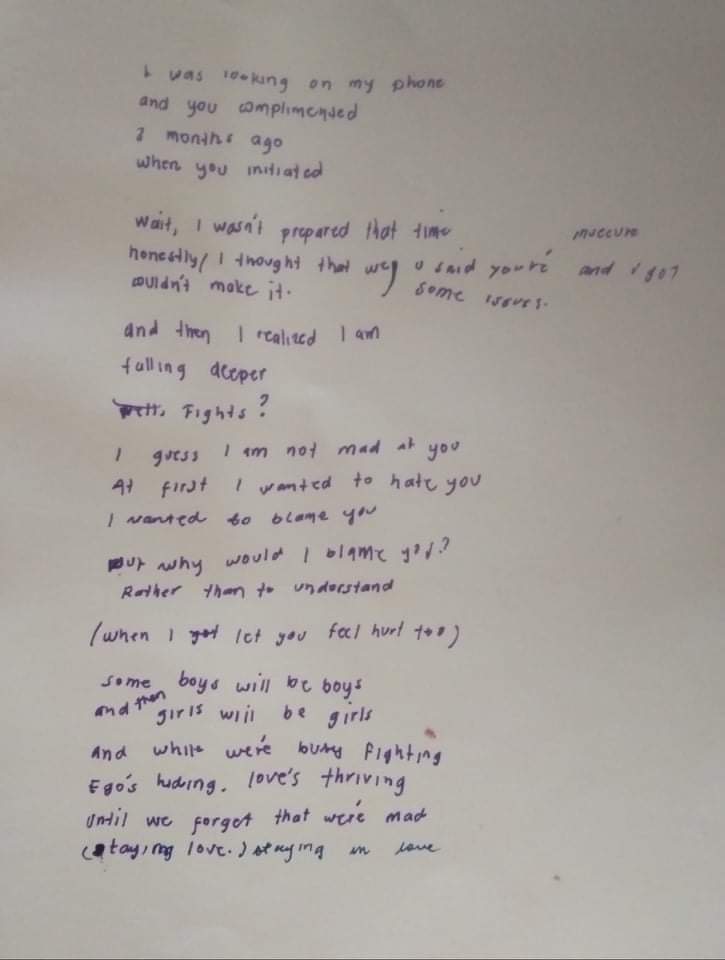 I was looking on my phone
and you complimented
2 months ago
when you initiated
Wait, I wasn't prepared that time
honestly/ I thought that we
couldn't make it.
insecure
u said you're and i got
some issues.
and then I realized I am
falling deeper
well, Fights?
I guess I am not mad at you
At first I wanted to hate you
I wanted to blame you
But why would I blame you?
Rather than to understand
(when I got let you feel hurt too)
some boys will be boys
and then girls will be girls
And while we're busy fighting
Ego's hiding. love's thriving
until we forget that we're mad
(staying love.) staying in love